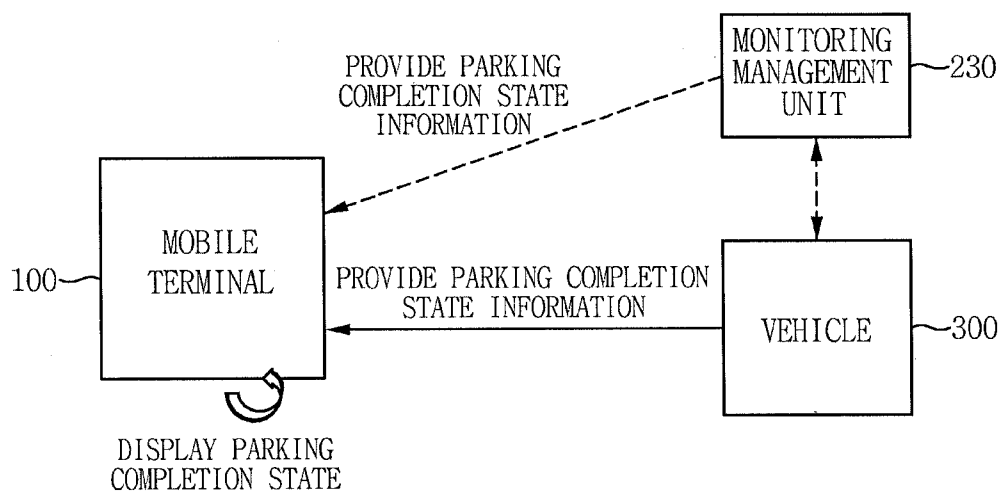 MONITORING
MANAGEMENT
UNIT
230
PROVIDE PARKING
COMPLETION STATE
INFORMATION
MOBILE
TERMINAL
100
PROVIDE PARKING COMPLETION
STATE INFORMATION
VEHICLE
300
DISPLAY PARKING
COMPLETION STATE